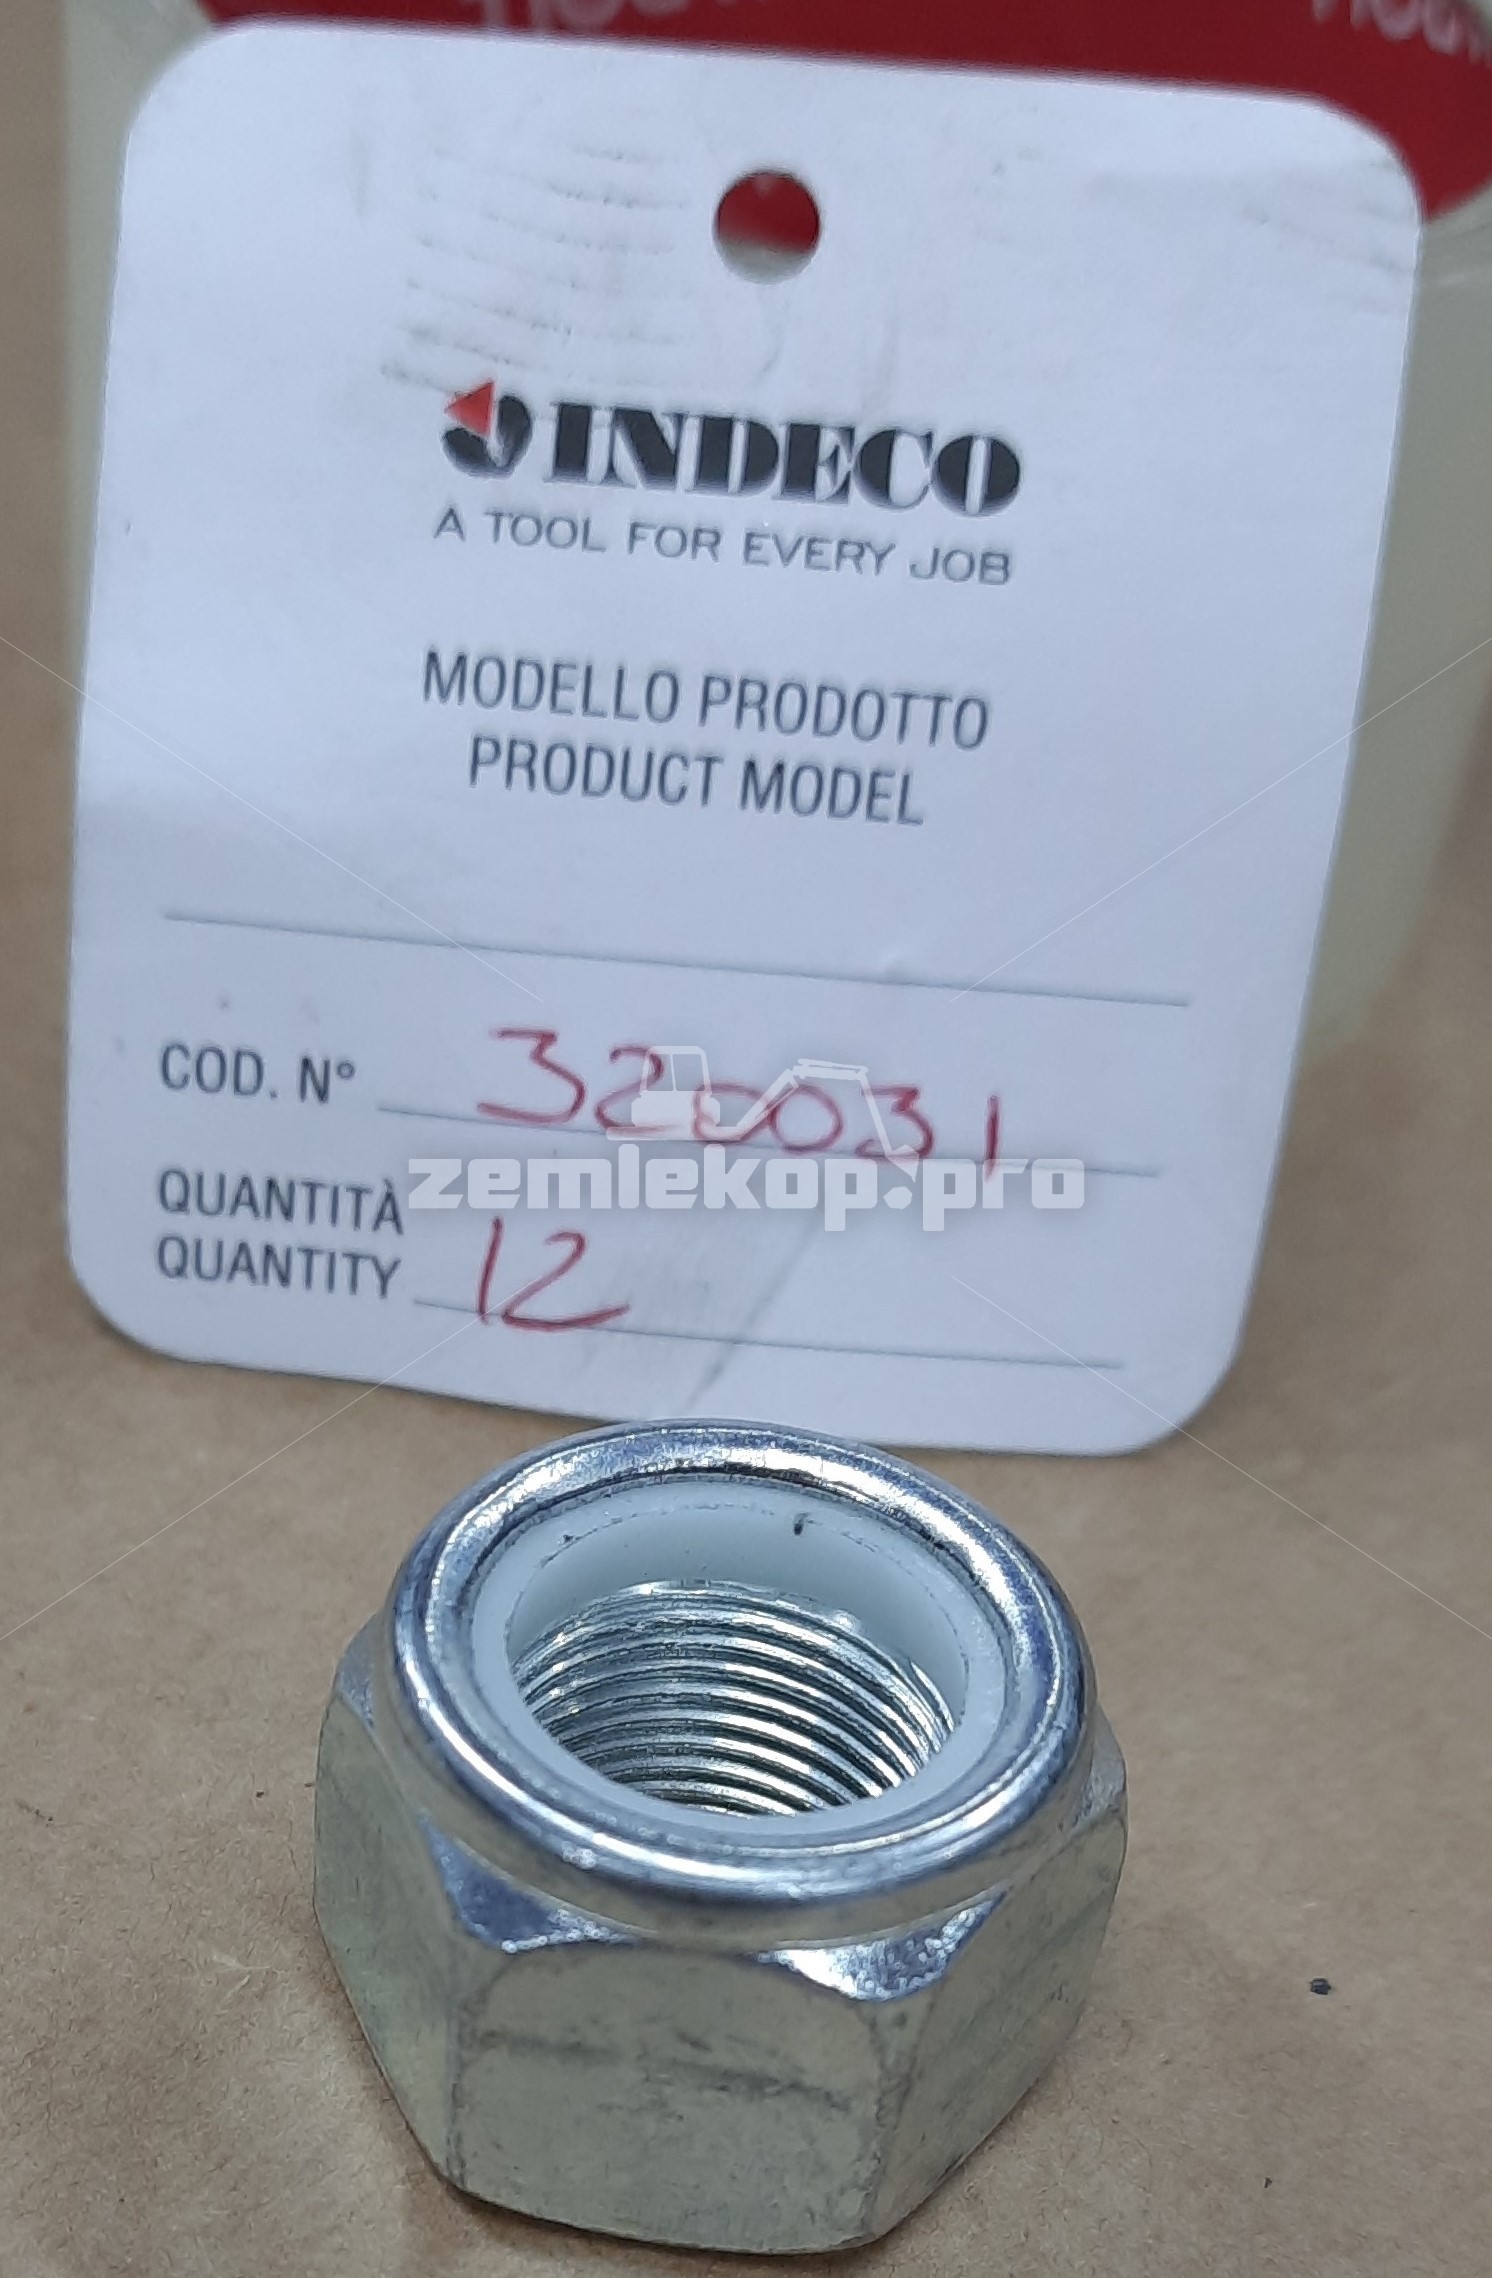 INDECO
A TOOL FOR EVERY JOB
MODELLO PRODOTTO
PRODUCT MODEL
COD. N° 320031
zemlekop.pro
QUANTITÀ
QUANTITY 12